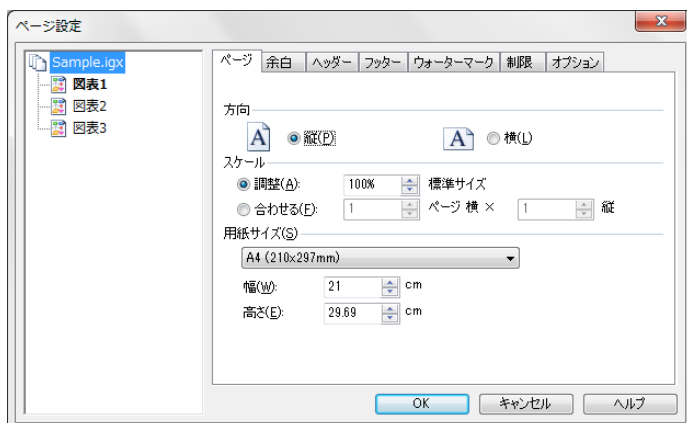 ページ設定
Sample.igx
図表1
図表2
図表3
ページ 余白 ヘッダー フッター ウォーターマーク 制限 オプション
方向
A 縦(P) A 横(L)
スケール
調整(A): 100% 標準サイズ
合わせる(F): 1 ページ 横 × 1 縦
用紙サイズ(S)
A4 (210x297mm)
幅(W): 21 cm
高さ(E): 29.69 cm
OK キャンセル ヘルプ